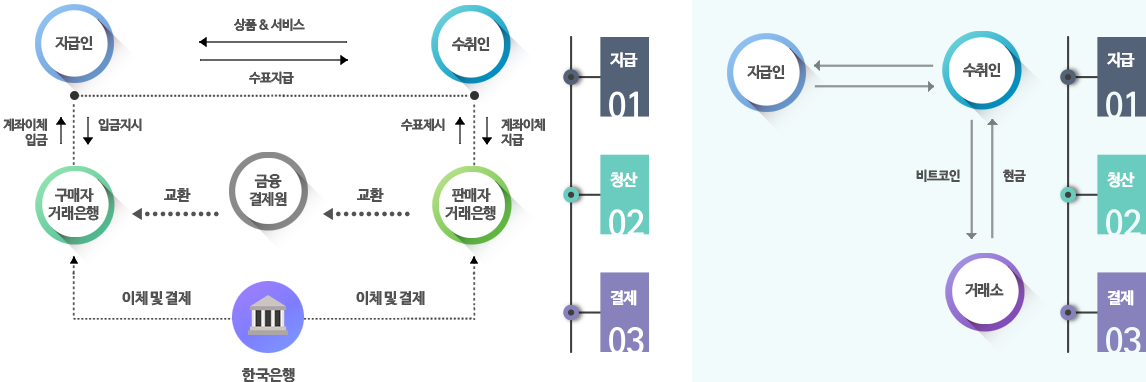 지급인
상품 & 서비스
수표지급
수취인
계좌이체
입금
입금지시
수표제시
계좌이체
지급
구매자
거래은행
교환
금융
결제원
교환
판매자
거래은행
이체 및 결제
이체 및 결제
한국은행
지급
01
청산
02
결제
03
지급인
수취인
비트코인
현금
거래소
지급
01
청산
02
결제
03